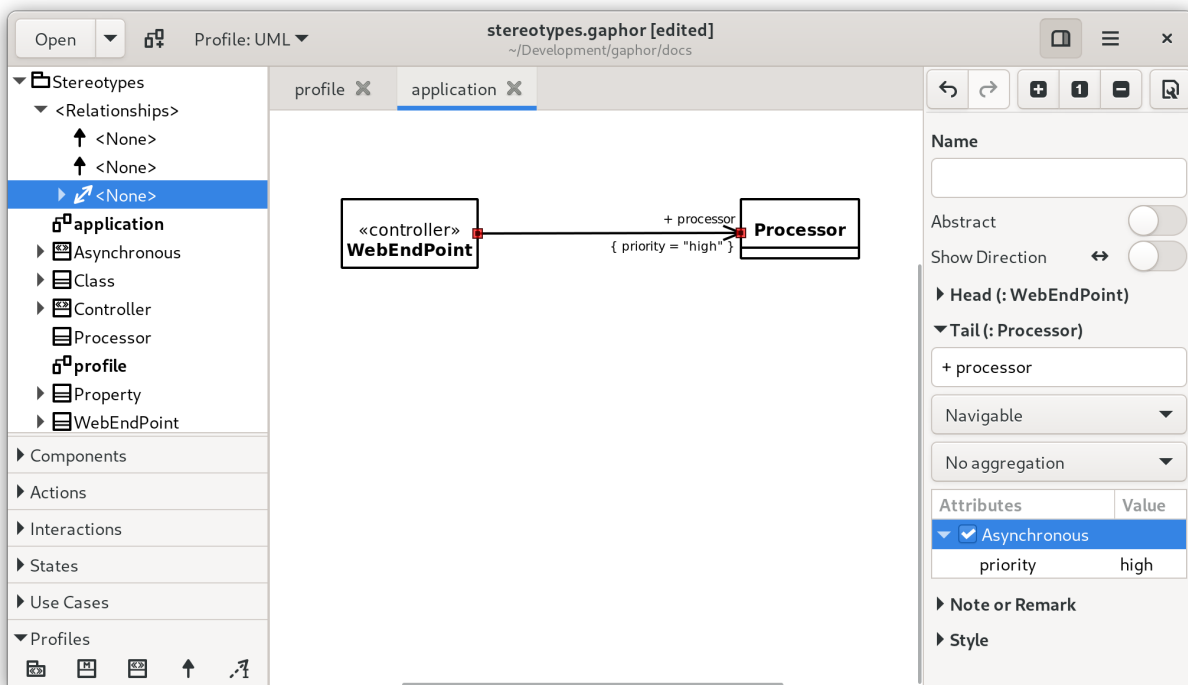 Open
Profile: UML
stereotypes.gaphor [edited]
~/Development/gaphor/docs
Stereotypes
<Relationships>
<None>
<None>
<None>
application
Asynchronous
Class
Controller
Processor
profile
Property
WebEndPoint
Components
Actions
Interactions
States
Use Cases
Profiles
profile
application
«controller»
WebEndPoint
+ processor
{ priority = "high" }
Processor
1
Name
Abstract
Show Direction
Head (: WebEndPoint)
Tail (: Processor)
+ processor
Navigable
No aggregation
Attributes Value
Asynchronous
priority high
Note or Remark
Style